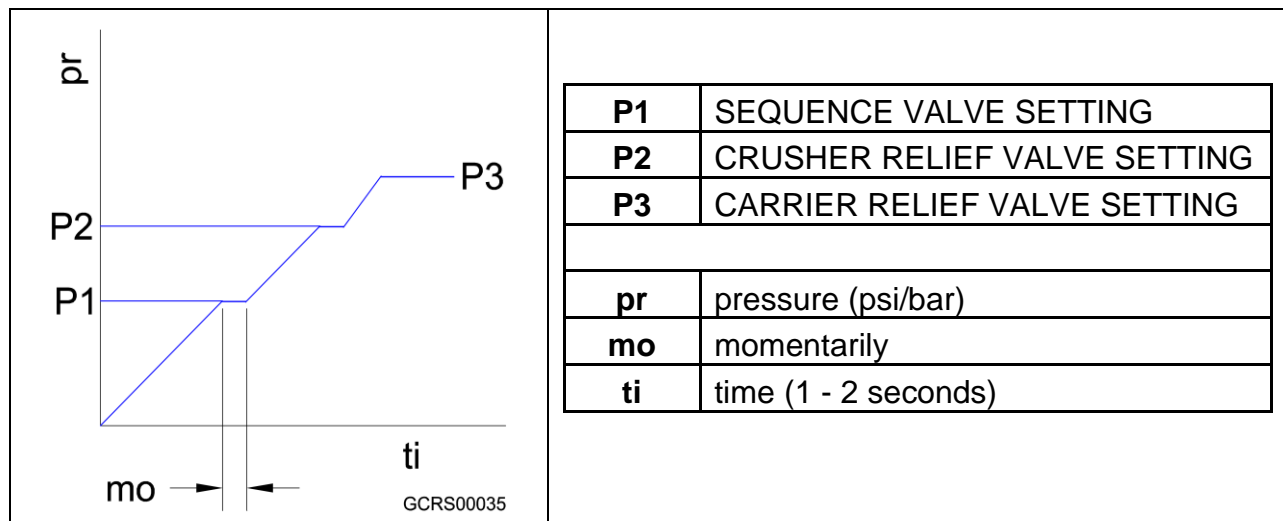 pr
P3
P2
P1
ti
mo
GCRS00035
P1 SEQUENCE VALVE SETTING
P2 CRUSHER RELIEF VALVE SETTING
P3 CARRIER RELIEF VALVE SETTING
pr pressure (psi/bar)
mo momentarily
ti time (1 - 2 seconds)